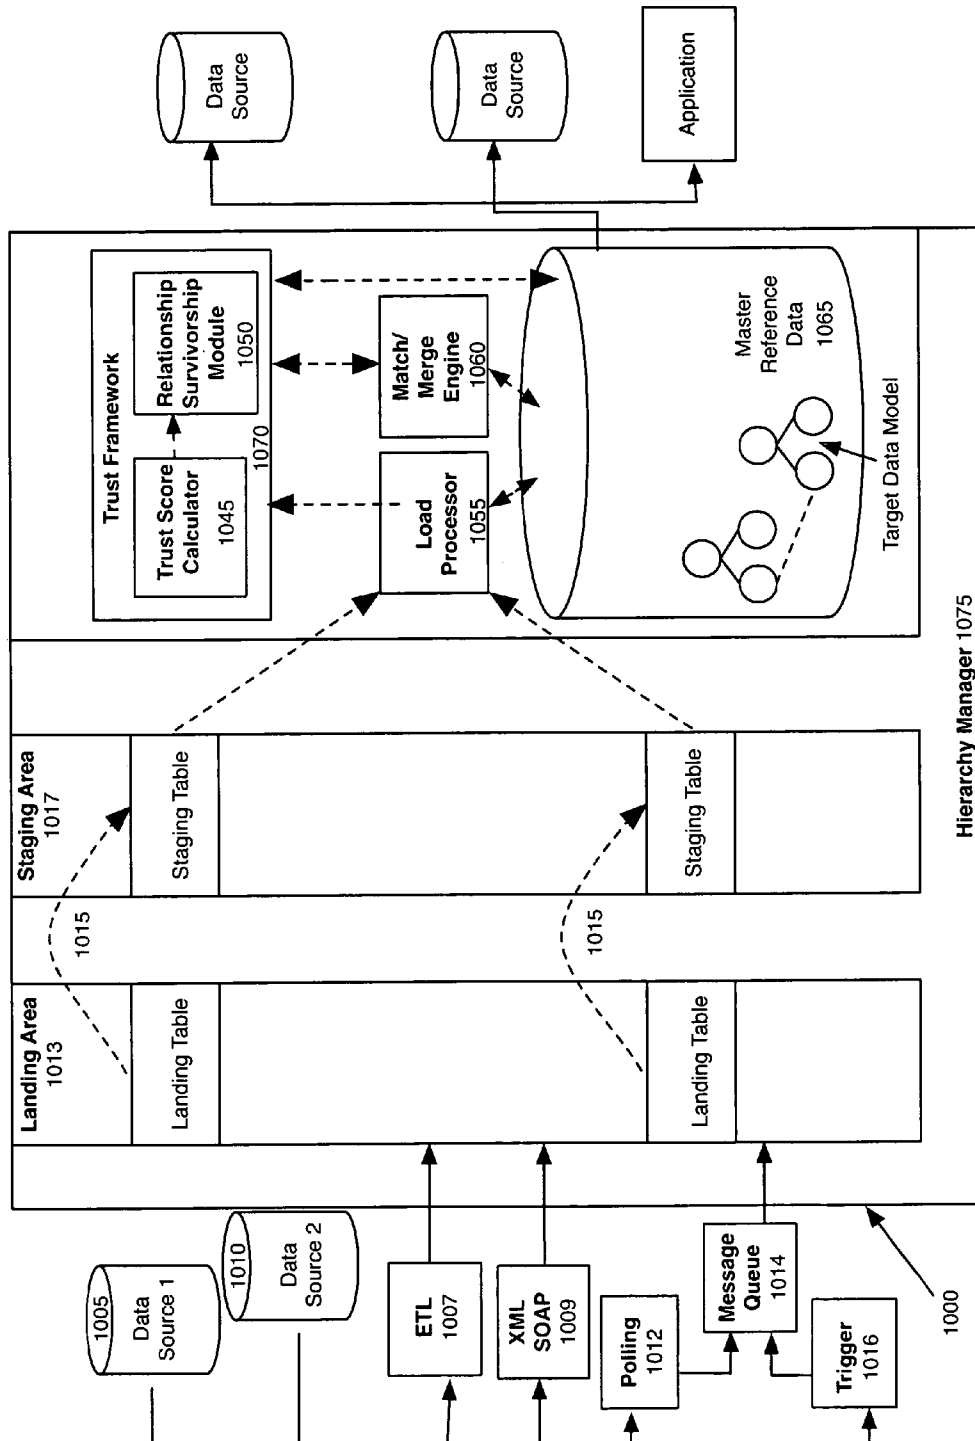 1005
Data
Source 1
1010
Data
Source 2
ETL
1007
XML
SOAP
1009
Polling
1012
Message
Queue
1014
Trigger
1016
1000
Landing Area
1013
Landing Table
Landing Table
1015
1015
Staging Area
1017
Staging Table
Staging Table
Trust Framework
Trust Score
Calculator
1045
Relationship
Survivorship
Module
1050
1070
Load
Processor
1055
Match/
Merge
Engine
1060
Master
Reference
Data
1065
Target Data Model
Data
Source
Data
Source
Application
Hierarchy Manager 1075